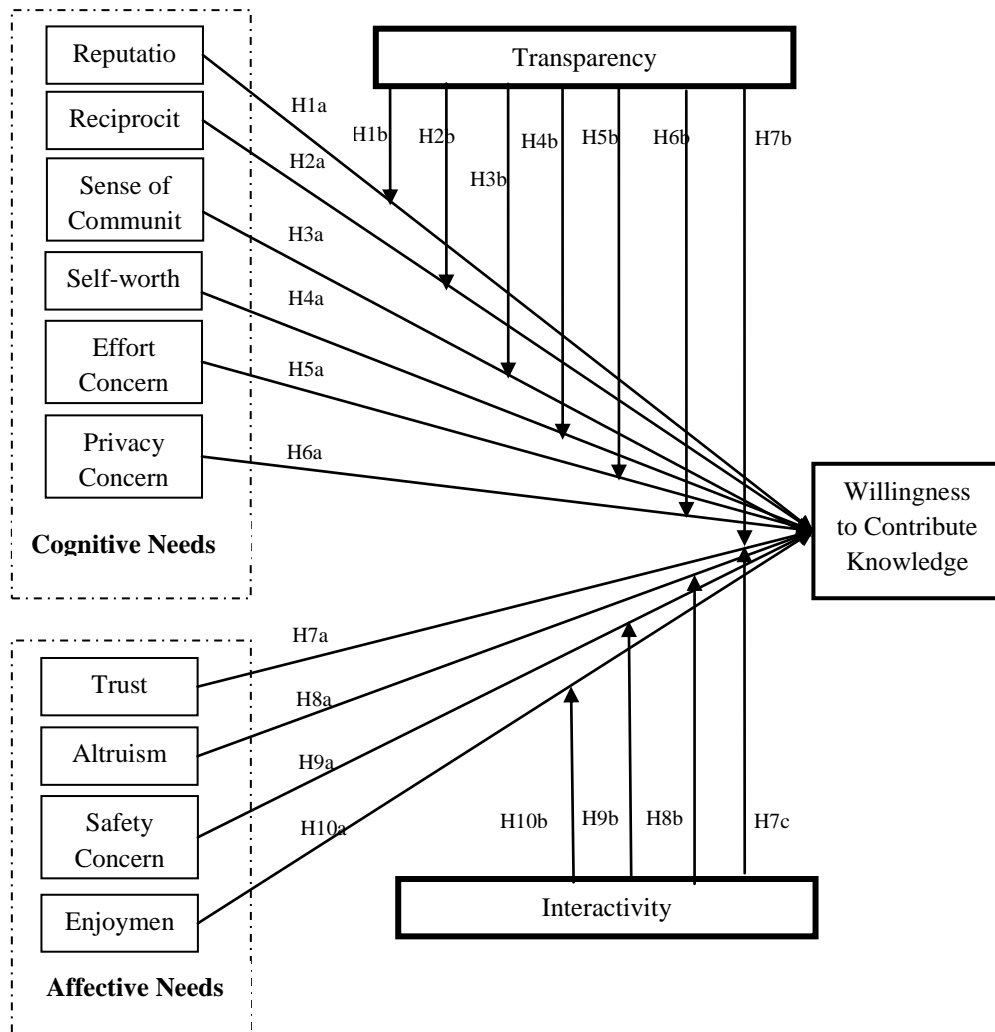 Reputatio
Reciprocit
Sense of
Communit
Self-worth
Effort
Concern
Privacy
Concern
Cognitive Needs
Transparency
H1a
H2a
H3a
H4a
H5a
H6a
H1b
H2b
H3b
H4b
H5b
H6b
H7b
Willingness
to Contribute
Knowledge
Trust
Altruism
Safety
Concern
Enjoymen
Affective Needs
H7a
H8a
H9a
H10a
H10b
H9b
H8b
H7c
Interactivity